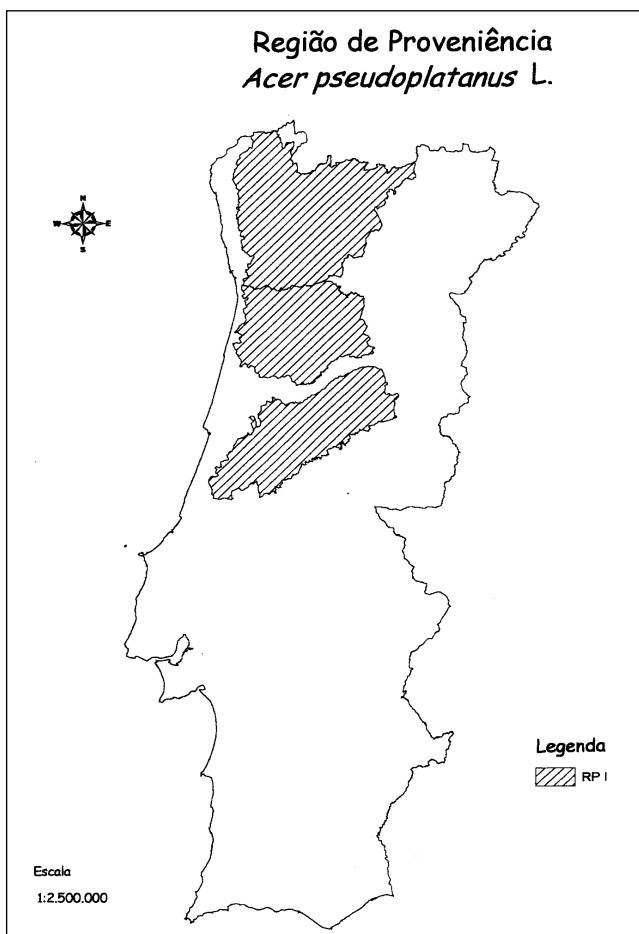 Região de Proveniência
Acer pseudoplatanus L.
N
W E
S
Legenda
RP I
Escala
1:2.500.000